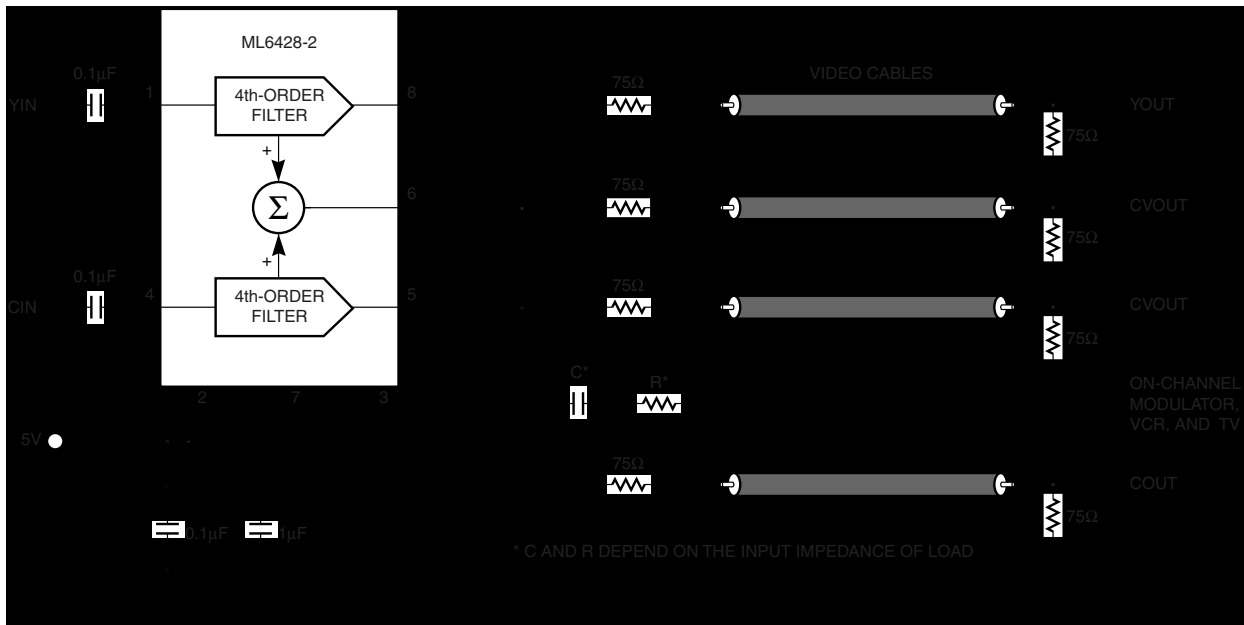 ML6428-2
0.1µF
75Ω
VIDEO CABLES
YIN
1
4th-ORDER
FILTER
8
YOUT
75Ω
+
75Ω
6
Σ
CVOUT
75Ω
+
0.1µF
75Ω
CIN
4
4th-ORDER
FILTER
5
CVOUT
75Ω
C*
R*
2
7
3
ON-CHANNEL
MODULATOR,
VCR, AND TV
5V
75Ω
COUT
75Ω
0.1µF
1µF
* C AND R DEPEND ON THE INPUT IMPEDANCE OF LOAD